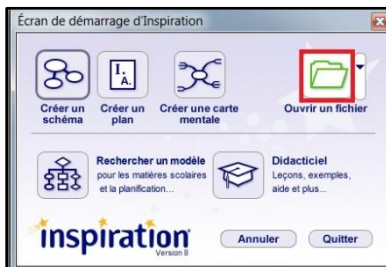 Écran de démarrage d'Inspiration
I.
A.
Créer un
schéma
Créer un
plan
Créer une carte
mentale
Ouvrir un fichier
Rechercher un modèle
pour les matières scolaires
et la planification...
Didacticiel
Leçons, exemples,
aide et plus...
inspiration
Version 8
Annuler
Quitter